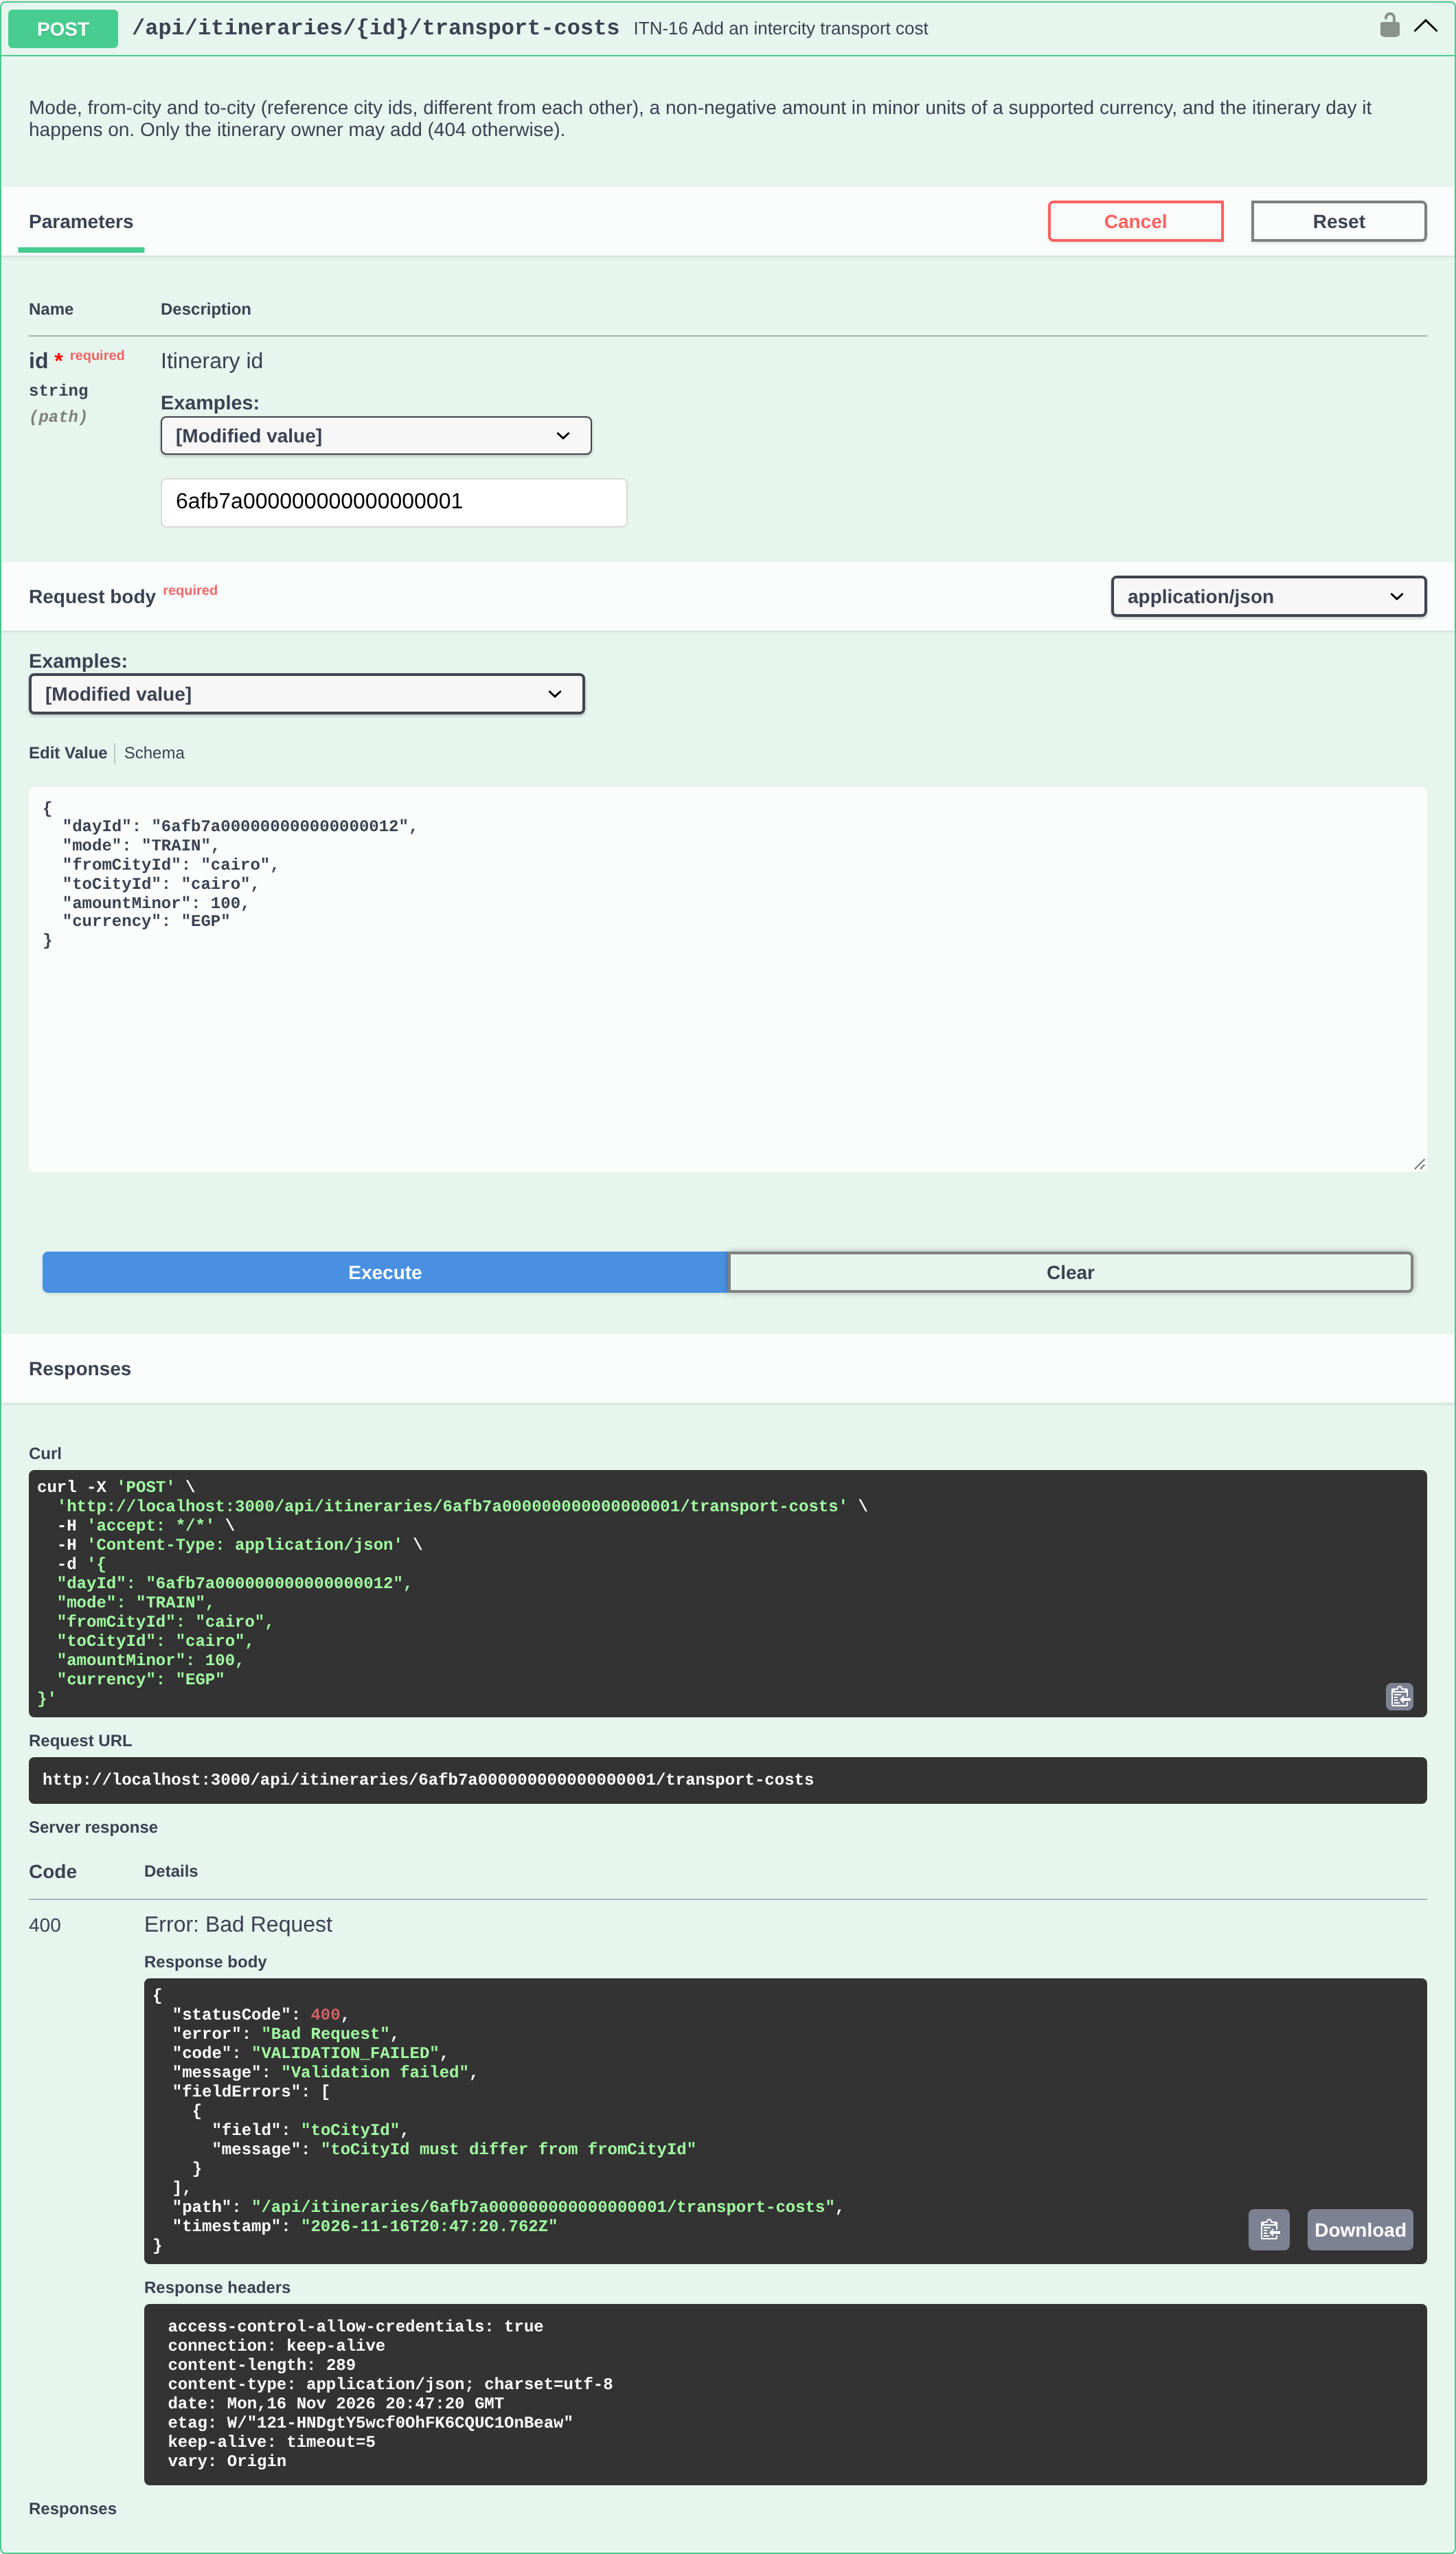 POST /api/itineraries/{id}/transport-costs ITN-16 Add an intercity transport cost
Mode, from-city and to-city (reference city ids, different from each other), a non-negative amount in minor units of a supported currency, and the itinerary day it
happens on. Only the itinerary owner may add (404 otherwise).
Parameters
Cancel
Reset
Name Description
id * required
string
(path)
Itinerary id
Examples:
[Modified value]
6afb7a000000000000000001
Request body required
application/json
Examples:
[Modified value]
Edit Value Schema
{
  "dayId": "6afb7a000000000000000012",
  "mode": "TRAIN",
  "fromCityId": "cairo",
  "toCityId": "cairo",
  "amountMinor": 100,
  "currency": "EGP"
}
Execute
Clear
Responses
Curl
curl -X 'POST' \
  'http://localhost:3000/api/itineraries/6afb7a000000000000000001/transport-costs' \
  -H 'accept: */*' \
  -H 'Content-Type: application/json' \
  -d '{
  "dayId": "6afb7a000000000000000012",
  "mode": "TRAIN",
  "fromCityId": "cairo",
  "toCityId": "cairo",
  "amountMinor": 100,
  "currency": "EGP"
}'
Request URL
http://localhost:3000/api/itineraries/6afb7a000000000000000001/transport-costs
Server response
Code Details
400 Error: Bad Request
Response body
{
  "statusCode": 400,
  "error": "Bad Request",
  "code": "VALIDATION_FAILED",
  "message": "Validation failed",
  "fieldErrors": [
    {
      "field": "toCityId",
      "message": "toCityId must differ from fromCityId"
    }
  ],
  "path": "/api/itineraries/6afb7a000000000000000001/transport-costs",
  "timestamp": "2026-11-16T20:47:20.762Z"
}
Download
Response headers
access-control-allow-credentials: true
connection: keep-alive
content-length: 289
content-type: application/json; charset=utf-8
date: Mon,16 Nov 2026 20:47:20 GMT
etag: W/"121-HNDgtY5wcf0OhFK6CQUC1OnBeaw"
keep-alive: timeout=5
vary: Origin
Responses